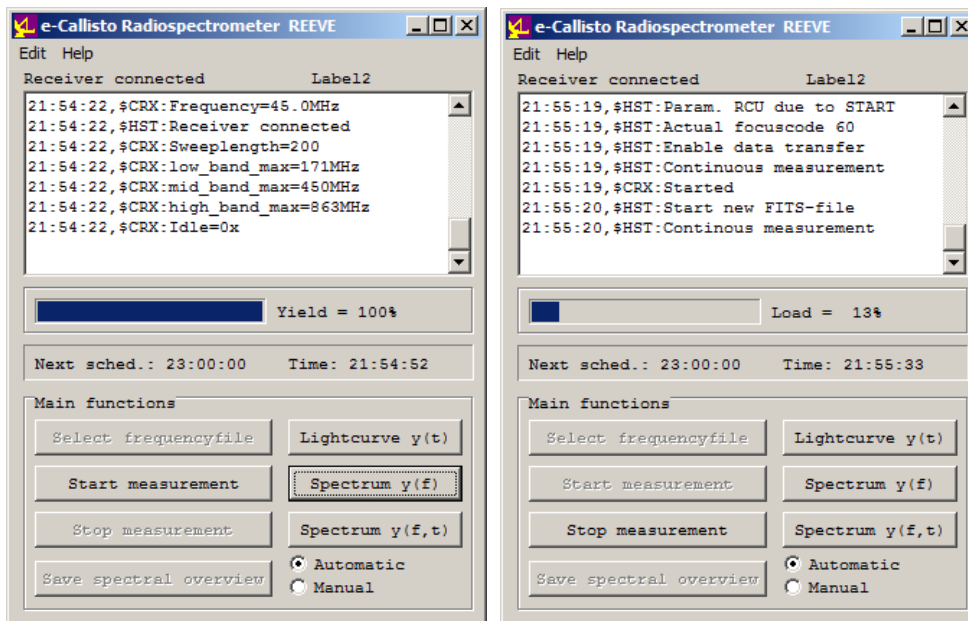 e-Callisto Radiospectrometer REEVE
Edit Help
Receiver connected Label2
21:54:22,$CRX:Frequency=45.0MHz
21:54:22,$HST:Receiver connected
21:54:22,$CRX:Sweeplength=200
21:54:22,$CRX:low_band_max=171MHz
21:54:22,$CRX:mid_band_max=450MHz
21:54:22,$CRX:high_band_max=863MHz
21:54:22,$CRX:Idle=0x
Yield = 100%
Next sched.: 23:00:00 Time: 21:54:52
Main functions
Select frequencyfile Lightcurve y(t)
Start measurement Spectrum y(f)
Stop measurement Spectrum y(f,t)
Save spectral overview
Automatic
Manual
e-Callisto Radiospectrometer REEVE
Edit Help
Receiver connected Label2
21:55:19,$HST:Param. RCU due to START
21:55:19,$HST:Actual focuscode 60
21:55:19,$HST:Enable data transfer
21:55:19,$HST:Continuous measurement
21:55:19,$CRX:Started
21:55:20,$HST:Start new FITS-file
21:55:20,$HST:Continous measurement
Load = 13%
Next sched.: 23:00:00 Time: 21:55:33
Main functions
Select frequencyfile Lightcurve y(t)
Start measurement Spectrum y(f)
Stop measurement Spectrum y(f,t)
Save spectral overview
Automatic
Manual